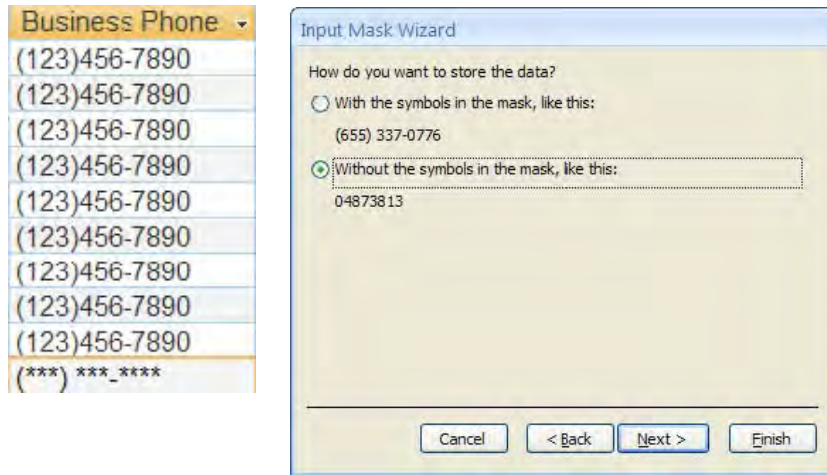 Business Phone
(123)456-7890
(123)456-7890
(123)456-7890
(123)456-7890
(123)456-7890
(123)456-7890
(123)456-7890
(123)456-7890
(123)456-7890
(***) ***-****
Input Mask Wizard
How do you want to store the data?
With the symbols in the mask, like this:
(655) 337-0776
Without the symbols in the mask, like this:
04873813
Cancel < Back Next > Finish